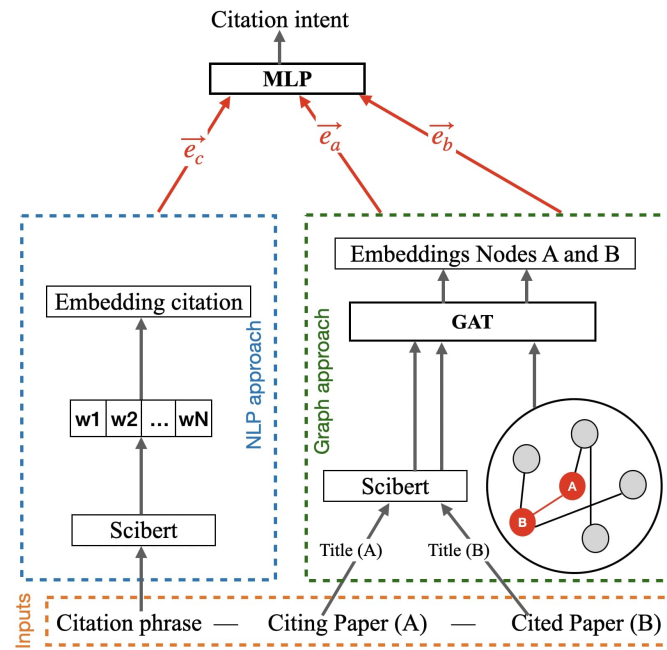 Citation intent
MLP
e_c
e_a
e_b
Embeddings Nodes A and B
Embedding citation
GAT
NLP approach
Graph approach
w1 w2 ... wN
A
Scibert
B
Scibert
Title (A)
Title (B)
Inputs
Citation phrase — Citing Paper (A) — Cited Paper (B)